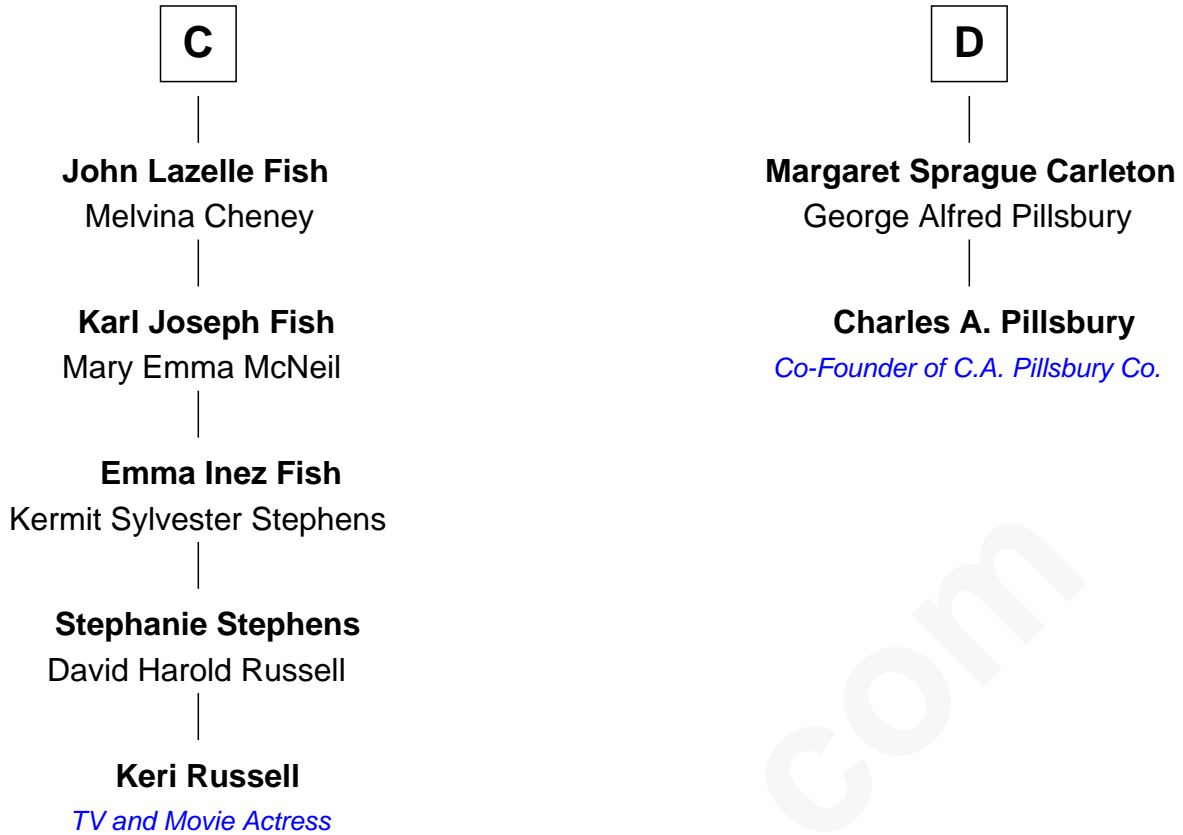 C
John Lazelle Fish
Melvina Cheney
Karl Joseph Fish
Mary Emma McNeil
Emma Inez Fish
Kermit Sylvester Stephens
Stephanie Stephens
David Harold Russell
Keri Russell
TV and Movie Actress
D
Margaret Sprague Carleton
George Alfred Pillsbury
Charles A. Pillsbury
Co-Founder of C.A. Pillsbury Co.
com